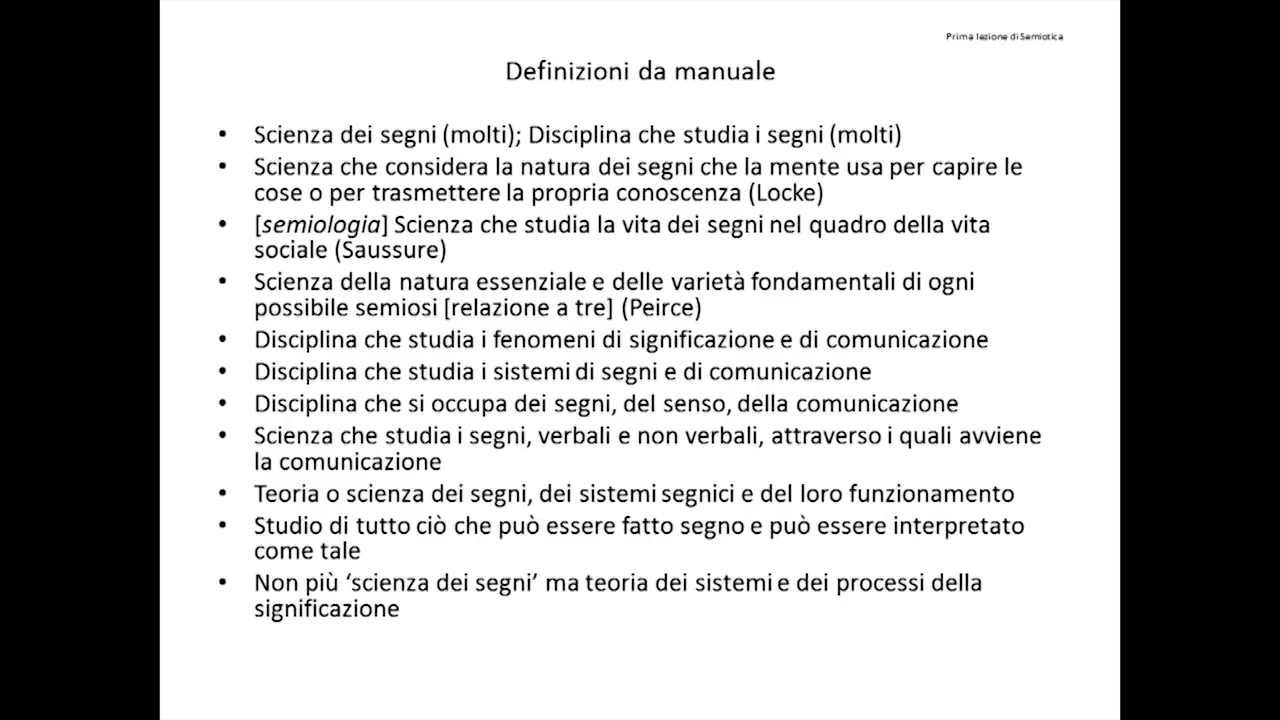 Prima lezione di Semiotica
Definizioni da manuale
• Scienza dei segni (molti); Disciplina che studia i segni (molti)
• Scienza che considera la natura dei segni che la mente usa per capire le
cose o per trasmettere la propria conoscenza (Locke)
• [semiologia] Scienza che studia la vita dei segni nel quadro della vita
sociale (Saussure)
• Scienza della natura essenziale e delle varietà fondamentali di ogni
possibile semiosi [relazione a tre] (Peirce)
• Disciplina che studia i fenomeni di significazione e di comunicazione
• Disciplina che studia i sistemi di segni e di comunicazione
• Disciplina che si occupa dei segni, del senso, della comunicazione
• Scienza che studia i segni, verbali e non verbali, attraverso i quali avviene
la comunicazione
• Teoria o scienza dei segni, dei sistemi segnici e del loro funzionamento
• Studio di tutto ciò che può essere fatto segno e può essere interpretato
come tale
• Non più ‘scienza dei segni’ ma teoria dei sistemi e dei processi della
significazione